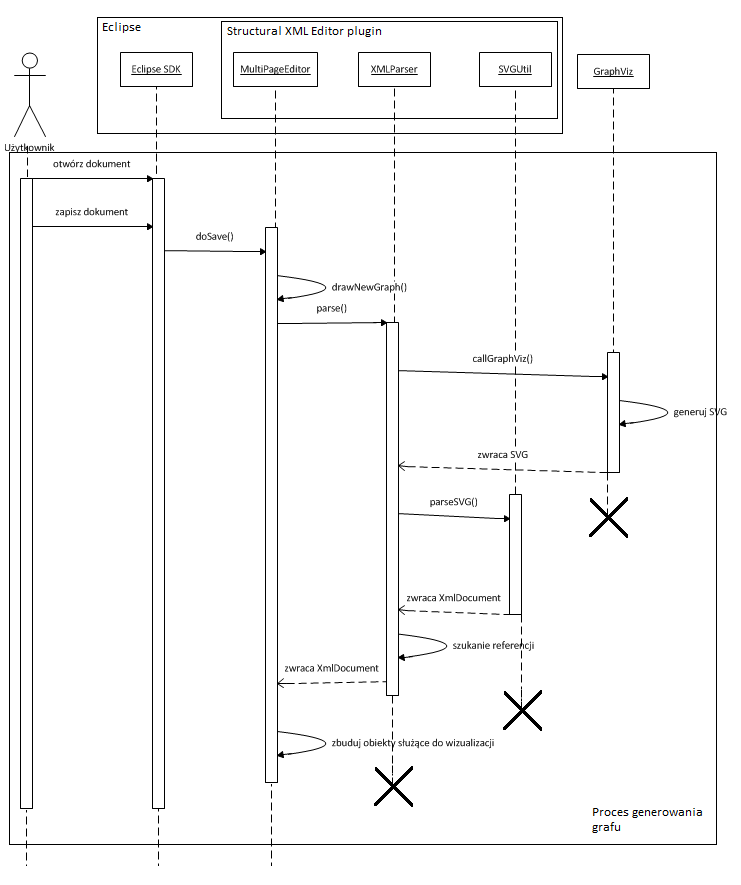 Eclipse
Structural XML Editor plugin
Eclipse SDK
MultiPageEditor
XMLParser
SVGUtil
GraphViz
Użytkownik
otwórz dokument
zapisz dokument
doSave()
drawNewGraph()
parse()
callGraphViz()
generuj SVG
zwraca SVG
parseSVG()
zwraca XmlDocument
szukanie referencji
zwraca XmlDocument
zbuduj obiekty służące do wizualizacji
Proces generowania
grafu